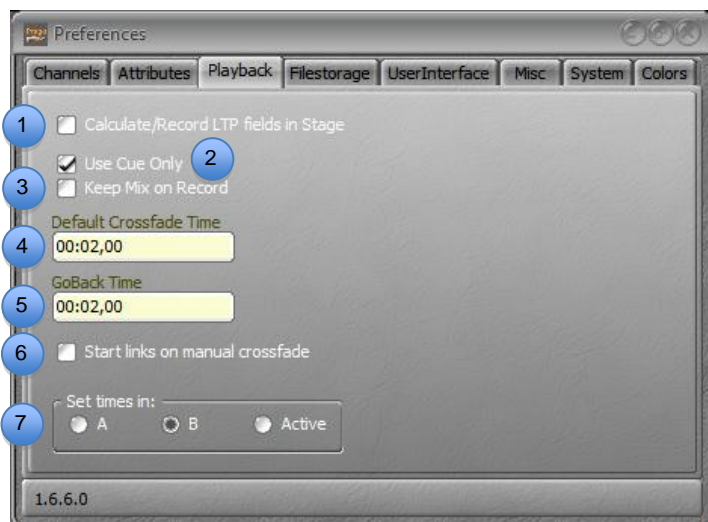 Preferences
Channels Attributes Playback Filestorage UserInterface Misc System Colors
1 Calculate/Record LTP fields in Stage
Use Cue Only 2
3 Keep Mix on Record
Default Crossfade Time
4 00:02,00
GoBack Time
5 00:02,00
6 Start links on manual crossfade
Set times in:
7 A B Active
1.6.6.0